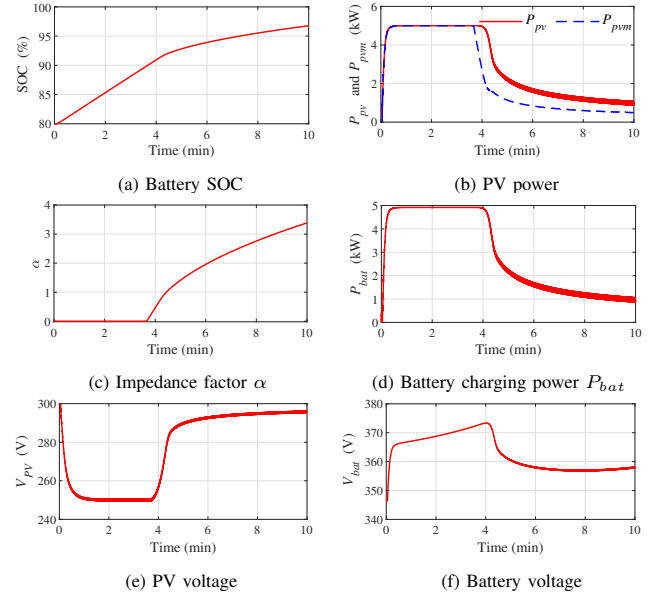 100
95
90
85
80
0 2 4 6 8 10
SOC (%)
Time (min)
(a) Battery SOC
6
4
2
0
0 2 4 6 8 10
P_pv and P_pvm (kW)
P_pv P_pvm
Time (min)
(b) PV power
4
3
2
1
0
0 2 4 6 8 10
α
Time (min)
(c) Impedance factor α
5
4
3
2
1
0
0 2 4 6 8 10
P_bat (kW)
Time (min)
(d) Battery charging power P_bat
300
280
260
240
0 2 4 6 8 10
V_PV (V)
Time (min)
(e) PV voltage
380
370
360
350
340
0 2 4 6 8 10
V_bat (V)
Time (min)
(f) Battery voltage